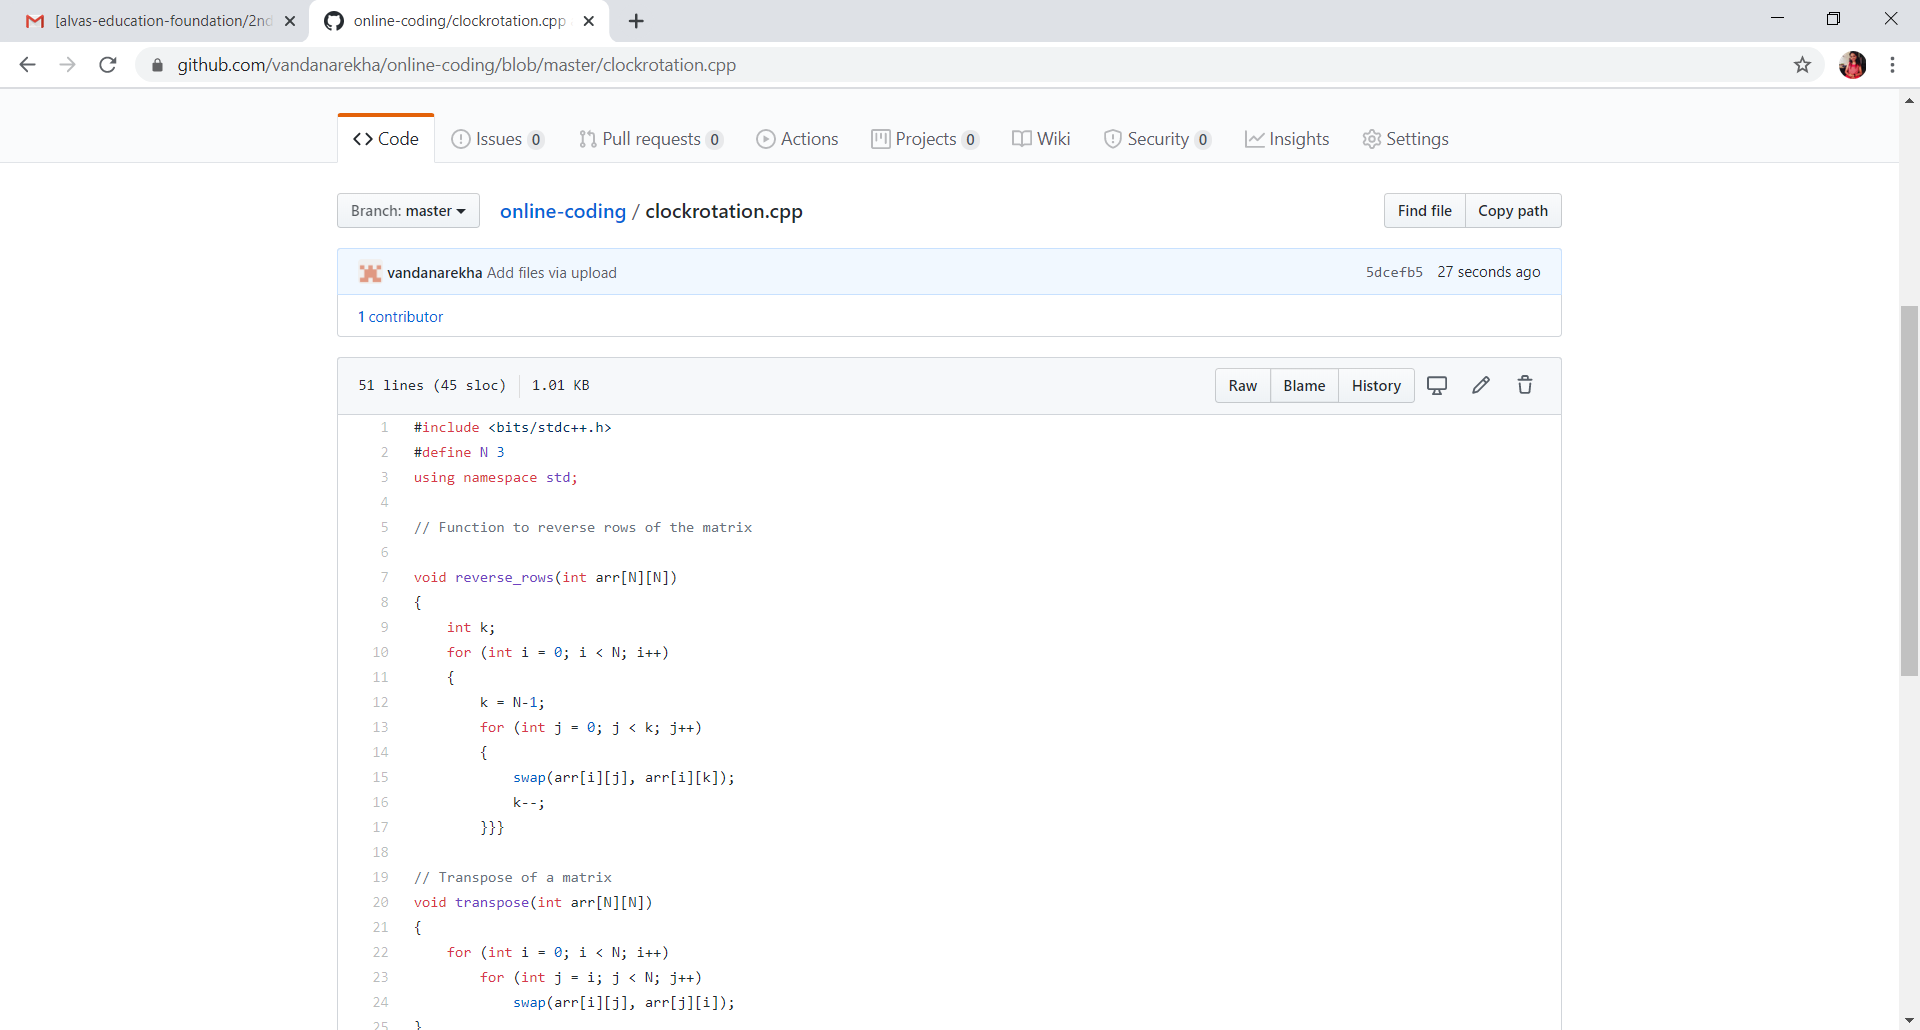 [alvas-education-foundation/2nd
online-coding/clockrotation.cpp
github.com/vandanarekha/online-coding/blob/master/clockrotation.cpp
Code Issues 0 Pull requests 0 Actions Projects 0 Wiki Security 0 Insights Settings
Branch: master online-coding / clockrotation.cpp Find file Copy path
vandanarekha Add files via upload 5dcefb5 27 seconds ago
1 contributor
51 lines (45 sloc) 1.01 KB Raw Blame History
1 #include <bits/stdc++.h>
2 #define N 3
3 using namespace std;
4
5 // Function to reverse rows of the matrix
6
7 void reverse_rows(int arr[N][N])
8 {
9 int k;
10 for (int i = 0; i < N; i++)
11 {
12 k = N-1;
13 for (int j = 0; j < k; j++)
14 {
15 swap(arr[i][j], arr[i][k]);
16 k--;
17 }}}
18
19 // Transpose of a matrix
20 void transpose(int arr[N][N])
21 {
22 for (int i = 0; i < N; i++)
23 for (int j = i; j < N; j++)
24 swap(arr[i][j], arr[j][i]);
25 }